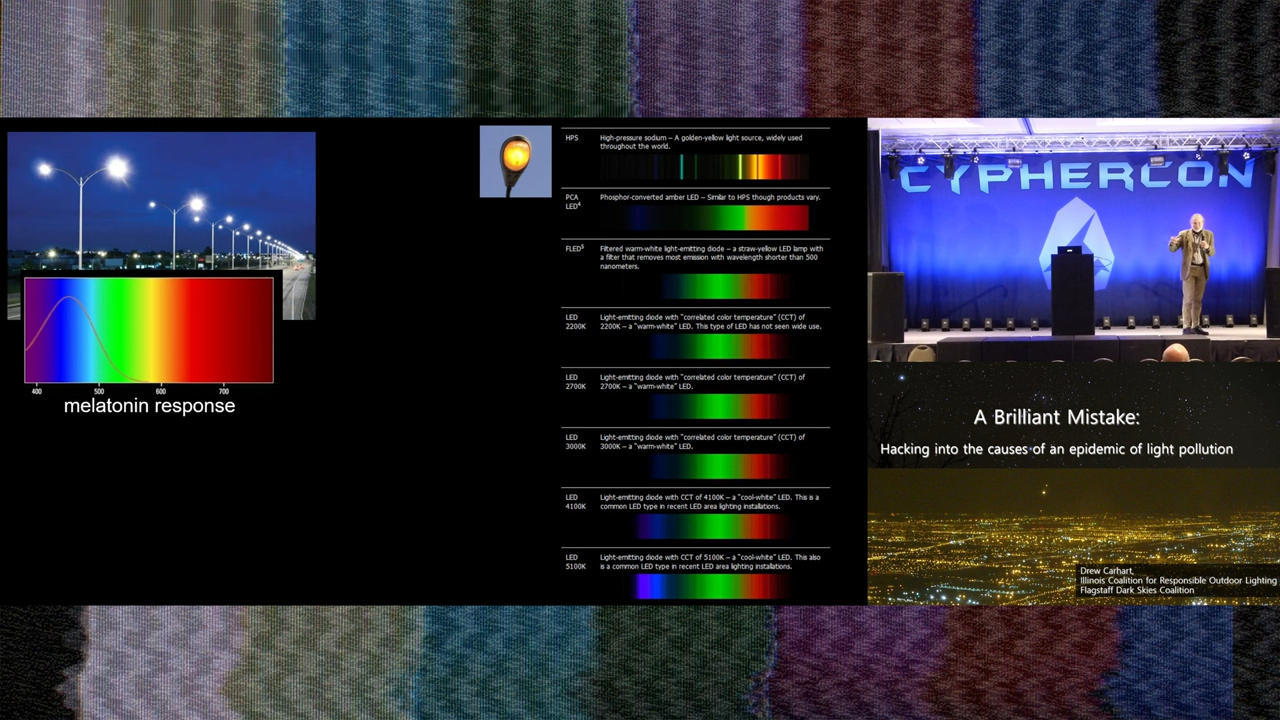 400
500
600
700
melatonin response
HPS
High-pressure sodium – A golden-yellow light source, widely used
throughout the world.
PCA
LED4
Phosphor-converted amber LED – Similar to HPS though products vary.
FLED5
Filtered warm-white light-emitting diode – a straw-yellow LED lamp with
a filter that removes most emission with wavelength shorter than 500
nanometers.
LED
2200K
Light-emitting diode with "correlated color temperature" (CCT) of
2200K – a "warm-white" LED. This type of LED has not seen wide use.
LED
2700K
Light-emitting diode with "correlated color temperature" (CCT) of
2700K – a "warm-white" LED.
LED
3000K
Light-emitting diode with "correlated color temperature" (CCT) of
3000K – a "warm-white" LED.
LED
4100K
Light-emitting diode with CCT of 4100K – a "cool-white" LED. This is a
common LED type in recent LED area lighting installations.
LED
5100K
Light-emitting diode with CCT of 5100K – a "cool-white" LED. This also
is a common LED type in recent LED area lighting installations.
CYPHERCON
A Brilliant Mistake:
Hacking into the causes of an epidemic of light pollution
Drew Carhart,
Illinois Coalition for Responsible Outdoor Lighting
Flagstaff Dark Skies Coalition